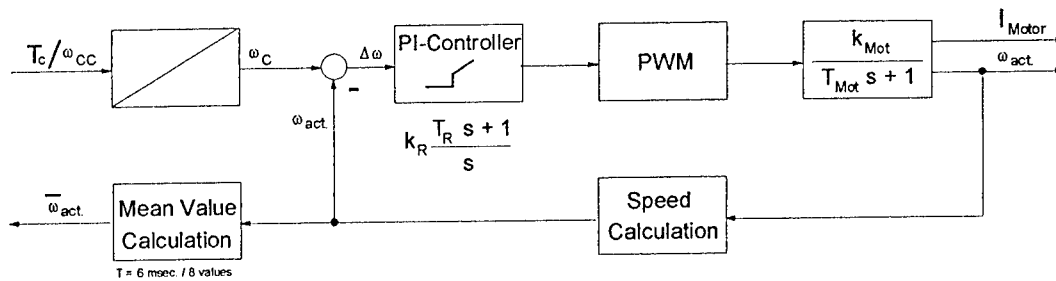 T_c/ω_CC
ω_C
Δω
PI-Controller
PWM
k_Mot
T_Mot s + 1
I_Motor
ω_act.
–
ω_act.
k_R T_R s + 1
s
ω̅_act.
Mean Value
Calculation
T = 6 msec. / 8 values
Speed
Calculation